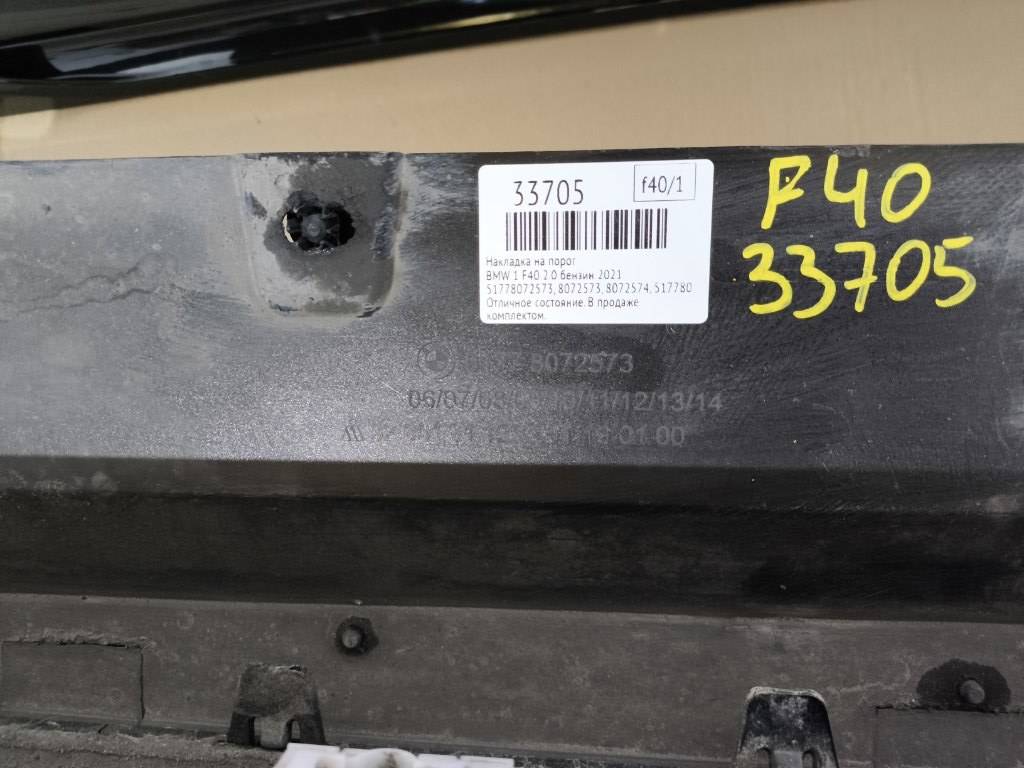 33705
f40/1
Накладка на порог
BMW 1 F40 2.0 бензин 2021
51778072573, 8072573, 8072574, 517780
Отличное состояние. В продаже
комплектом.
F40
33705
8072573
06/07/08/ /11/12/13/14
01.00